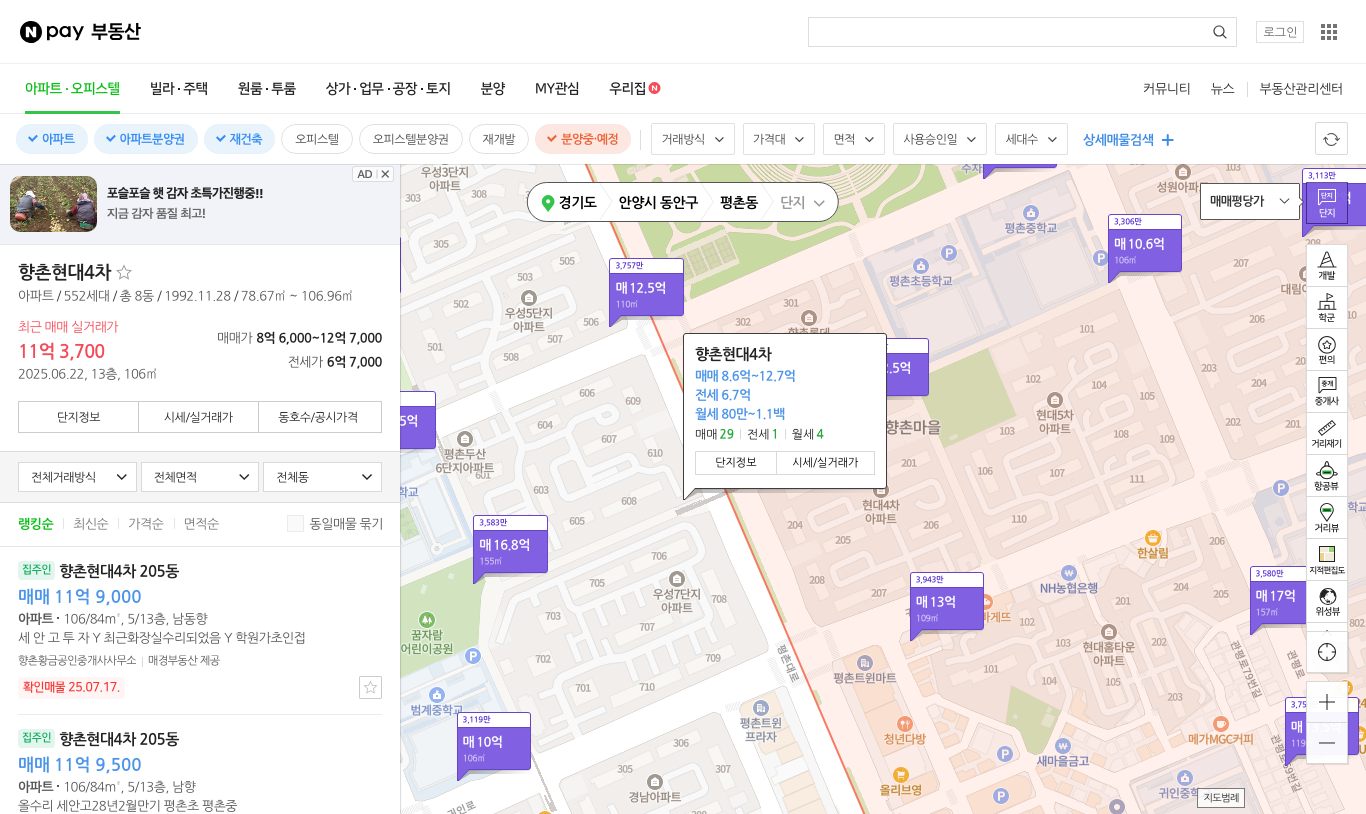 N pay 부동산
로그인
아파트·오피스텔
빌라·주택
원룸·투룸
상가·업무·공장·토지
분양
MY관심
우리집 N
커뮤니티
뉴스
부동산관리센터
아파트
아파트분양권
재건축
오피스텔
오피스텔분양권
재개발
분양중·예정
거래방식
가격대
면적
사용승인일
세대수
상세매물검색
AD
포슬포슬 햇 감자 초특가진행중!!
지금 감자 품질 최고!
향촌현대4차
아파트 / 552세대 / 총 8동 / 1992.11.28 / 78.67㎡ ~ 106.96㎡
최근 매매 실거래가
11억 3,700
2025.06.22, 13층, 106㎡
매매가 8억 6,000~12억 7,000
전세가 6억 7,000
단지정보
시세/실거래가
동호수/공시가격
전체거래방식
전체면적
전체동
랭킹순
최신순
가격순
면적순
동일매물 묶기
집주인 향촌현대4차 205동
매매 11억 9,000
아파트 · 106/84m², 5/13층, 남동향
세 안 고 투 자 Y 최근화장실수리되었음 Y 학원가초인접
향촌황금공인중개사사무소
매경부동산 제공
확인매물 25.07.17.
집주인 향촌현대4차 205동
매매 11억 9,500
아파트 · 106/84m², 5/13층, 남향
올수리 세안고28년2월만기 평촌초 평촌중
경기도
안양시 동안구
평촌동
단지
매매평당가
단지
단지
3,113만
개발
학군
편의
중개
중개사
거리재기
항공뷰
거리뷰
지적편집도
위성뷰
지도범례
향촌현대4차
매매 8.6억~12.7억
전세 6.7억
월세 80만~1.1백
매매 29
전세 1
월세 4
단지정보
시세/실거래가
3,757만
매 12.5억
110㎡
3,306만
매 10.6억
106㎡
2.5억
5억
3,583만
매 16.8억
155㎡
3,943만
매 13억
109㎡
3,580만
매 17억
157㎡
3,119만
매 10억
106㎡
3,75
매
119
우성3단지
아파트
308
303
305
503
505
우성5단지
아파트
502
506
501
508
507
604
607
평촌두산
6단지아파트
601
603
608
학교
706
우성7단지
아파트
703
707
702
709
701
710
꿈자람
어린이공원
범계중학교
평촌대로
평촌트윈
프라자
306
305
307
303
경남아파트
귀인로
평촌중학교
평촌초등학교
성원아파
207
208
대림
206
301
302
향촌롯데
101
102
105
103
104
현대5차
아파트
향촌마을
현대4차
아파트
203
205
204
208
207
한살림
206
NH농협은행
201
바게뜨
202
현대홈타운
아파트
201
105
106
102
103
101
203
평촌트윈마트
청년다방
새마을금고
메가MGC커피
올리브영
귀인중학
평촌로79번길
평촌로
P